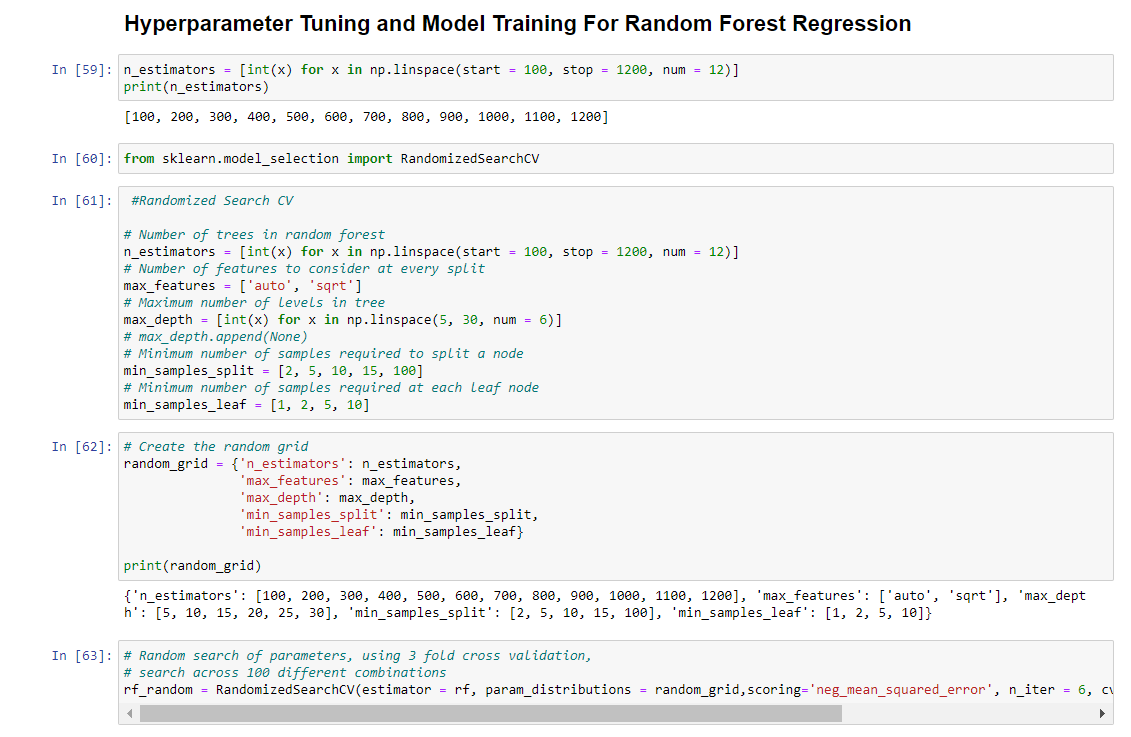 Hyperparameter Tuning and Model Training For Random Forest Regression
In [59]: n_estimators = [int(x) for x in np.linspace(start = 100, stop = 1200, num = 12)]
print(n_estimators)
[100, 200, 300, 400, 500, 600, 700, 800, 900, 1000, 1100, 1200]
In [60]: from sklearn.model_selection import RandomizedSearchCV
In [61]: #Randomized Search CV
# Number of trees in random forest
n_estimators = [int(x) for x in np.linspace(start = 100, stop = 1200, num = 12)]
# Number of features to consider at every split
max_features = ['auto', 'sqrt']
# Maximum number of levels in tree
max_depth = [int(x) for x in np.linspace(5, 30, num = 6)]
# max_depth.append(None)
# Minimum number of samples required to split a node
min_samples_split = [2, 5, 10, 15, 100]
# Minimum number of samples required at each leaf node
min_samples_leaf = [1, 2, 5, 10]
In [62]: # Create the random grid
random_grid = {'n_estimators': n_estimators,
'max_features': max_features,
'max_depth': max_depth,
'min_samples_split': min_samples_split,
'min_samples_leaf': min_samples_leaf}
print(random_grid)
{'n_estimators': [100, 200, 300, 400, 500, 600, 700, 800, 900, 1000, 1100, 1200], 'max_features': ['auto', 'sqrt'], 'max_dept
h': [5, 10, 15, 20, 25, 30], 'min_samples_split': [2, 5, 10, 15, 100], 'min_samples_leaf': [1, 2, 5, 10]}
In [63]: # Random search of parameters, using 3 fold cross validation,
# search across 100 different combinations
rf_random = RandomizedSearchCV(estimator = rf, param_distributions = random_grid,scoring='neg_mean_squared_error', n_iter = 6,